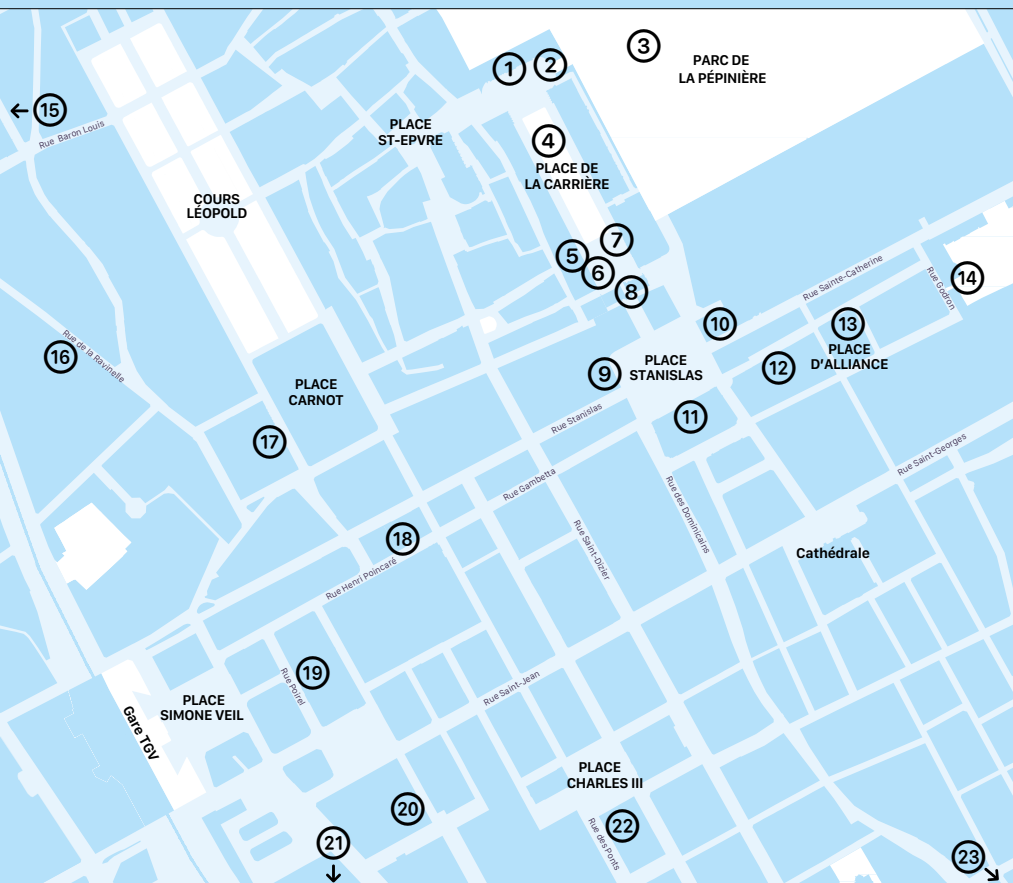 3
PARC DE
LA PÉPINIÈRE
1
2
← 15
Rue Baron Louis
PLACE
ST-EPVRE
4
PLACE DE
LA CARRIÈRE
COURS
LÉOPOLD
7
5
6
8
Rue Sainte-Catherine
Rue Godron
14
10
13
PLACE
D'ALLIANCE
Rue de la Ravinelle
16
9
PLACE
STANISLAS
12
PLACE
CARNOT
11
Rue Stanislas
17
Rue Saint-Georges
Rue Gambetta
Rue des Dominicains
18
Rue Saint-Dizier
Cathédrale
Rue Henri Poincaré
19
Rue Poirel
Rue Saint-Jean
PLACE
SIMONE VEIL
Gare TGV
PLACE
CHARLES III
20
22
Rue des Ponts
21
↓
23
↘